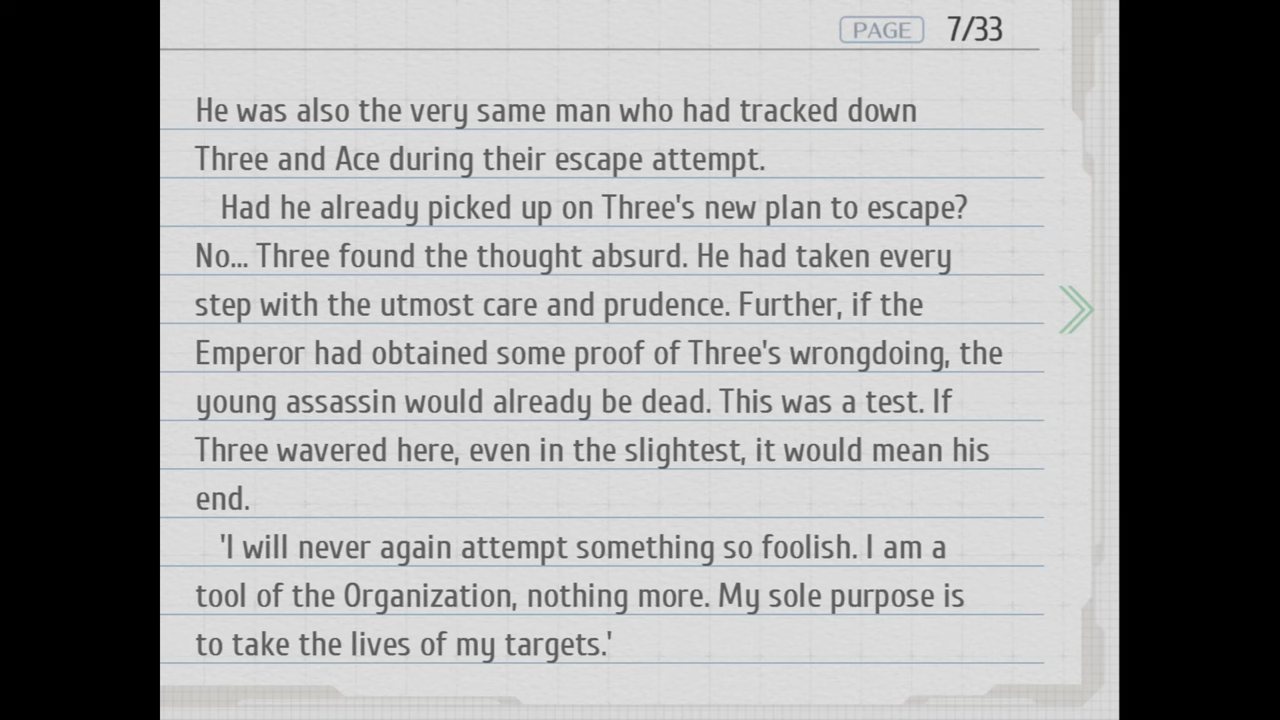 PAGE 7/33
He was also the very same man who had tracked down
Three and Ace during their escape attempt.
Had he already picked up on Three's new plan to escape?
No... Three found the thought absurd. He had taken every
step with the utmost care and prudence. Further, if the
Emperor had obtained some proof of Three's wrongdoing, the
young assassin would already be dead. This was a test. If
Three wavered here, even in the slightest, it would mean his
end.
'I will never again attempt something so foolish. I am a
tool of the Organization, nothing more. My sole purpose is
to take the lives of my targets.'